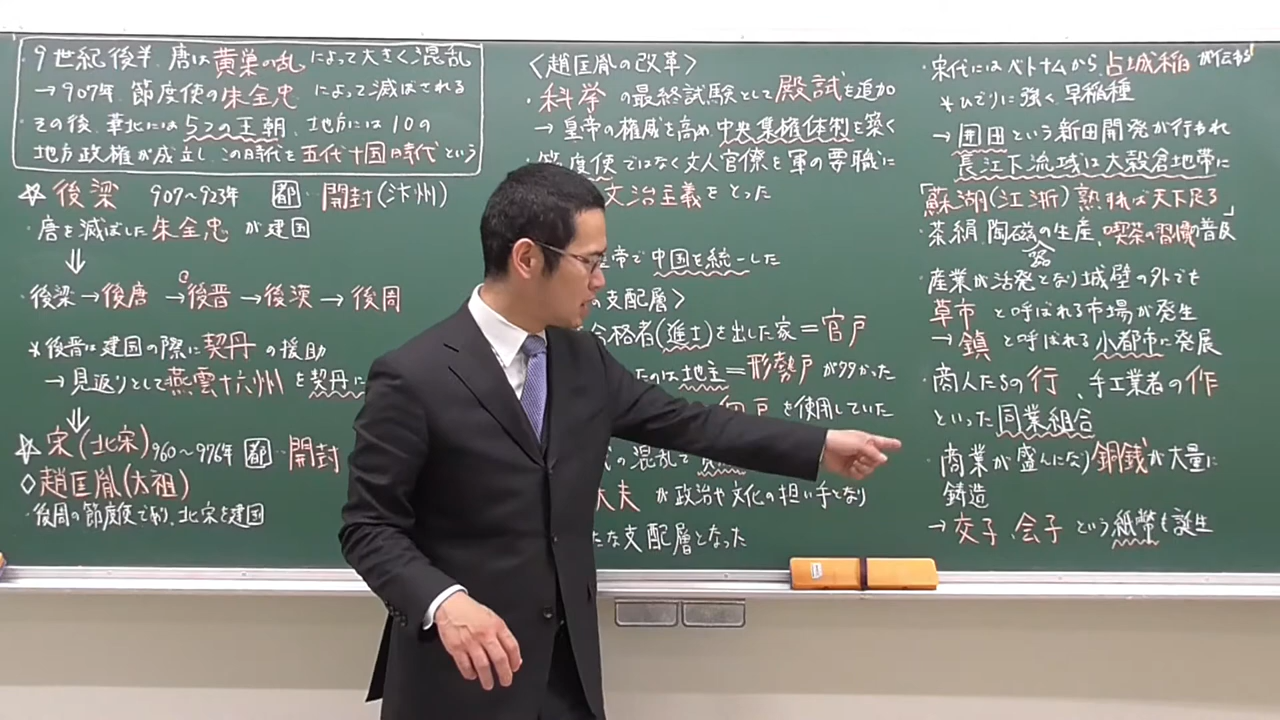 ・9世紀後半、唐は黄巣の乱によって大きく混乱
→907年 節度使の朱全忠 によって滅ばされる
・その後、華北には5つの王朝、地方には10の
地方政権が成立し、この時代を五代十国時代という
☆後梁 907〜923年 都・開封(汴州)
・唐を滅ぼした朱全忠 が建国
⇓
・後梁→後唐→後晋→後漢→後周
*後晋は建国の際に契丹の援助
→見返りとして燕雲十六州を契丹に
⇓
☆宋(北宋)960〜976年 都・開封
◇趙匡胤(太祖)
・後周の節度使であり、北宋を建国
〈趙匡胤の改革〉
・科挙の最終試験として殿試を追加
→皇帝の権威を高め中央集権体制を築く
・節度使ではなく文人官僚を軍の要職に
文治主義をとった
帝で中国を統一した
の支配層〉
合格者(進士)を出した家=官戸
たのは地主=形勢戸が多かった
を使用していた
の混乱で
大夫が政治や文化の担い手となり
たな支配層となった
・宋代にはベトナムから占城稲が伝わる
*ひでりに強く、早稲種
→囲田という新田開発が行われ
長江下流域は大穀倉地帯に
「蘇湖(江浙)熟すれば天下足る」
・茶、絹、陶磁器の生産、喫茶の習慣の普及
・産業が活発となり城壁の外でも
草市 と呼ばれる市場が発生
→鎮 と呼ばれる小都市に発展
・商人たちの行、手工業者の作
といった同業組合
・商業が盛んになり銅銭が大量に
鋳造
→交子、会子 という紙幣も誕生